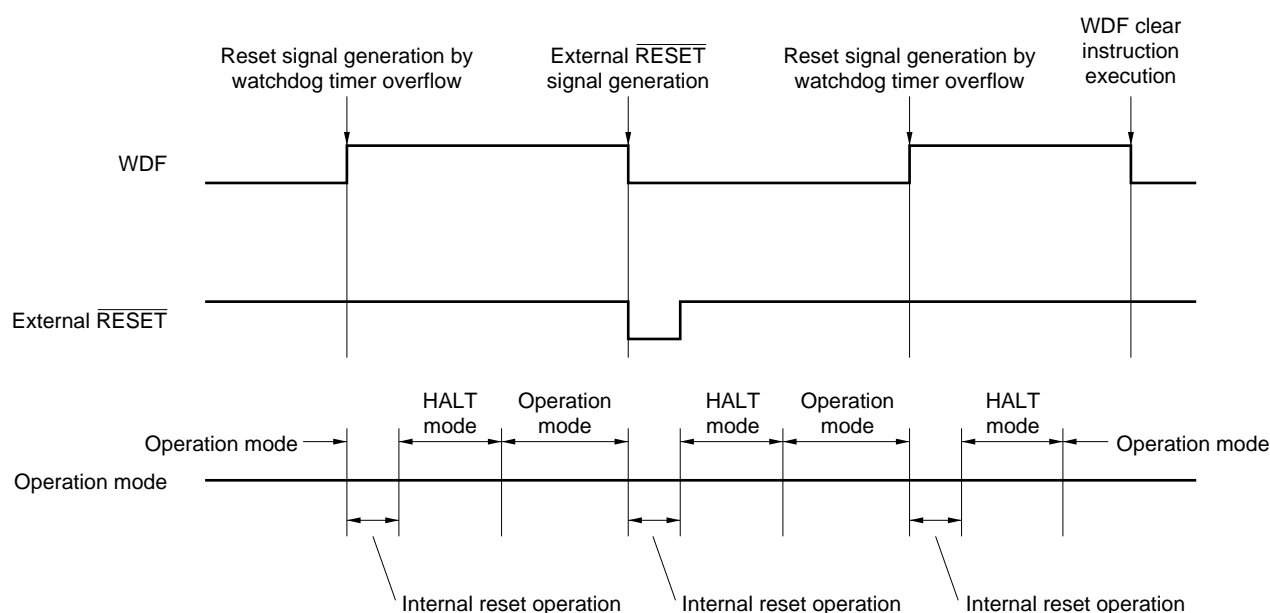 Reset signal generation by
watchdog timer overflow
External RESET
signal generation
Reset signal generation by
watchdog timer overflow
WDF clear
instruction
execution
WDF
External RESET
HALT
mode
Operation
mode
HALT
mode
Operation
mode
HALT
mode
Operation mode
Operation mode
Operation mode
Internal reset operation
Internal reset operation
Internal reset operation